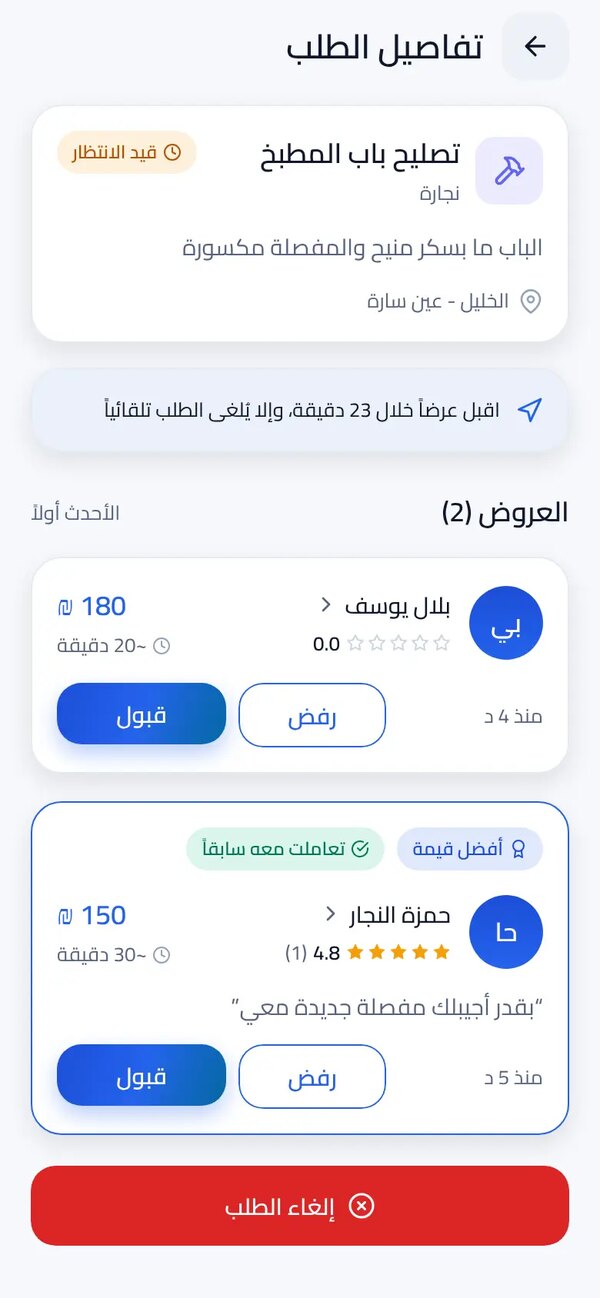 تفاصيل الطلب
تصليح باب المطبخ
قيد الانتظار
نجارة
الباب ما بسكر منيح والمفصلة مكسورة
الخليل - عين سارة
اقبل عرضاً خلال 23 دقيقة، وإلا يُلغى الطلب تلقائياً
العروض (2)
الأحدث أولاً
بي
بلال يوسف
180 ₪
0.0
~20 دقيقة
منذ 4 د
رفض
قبول
أفضل قيمة
تعاملت معه سابقاً
حا
حمزة النجار
150 ₪
4.8 (1)
~30 دقيقة
“بقدر أجيبلك مفصلة جديدة معي”
منذ 5 د
رفض
قبول
إلغاء الطلب